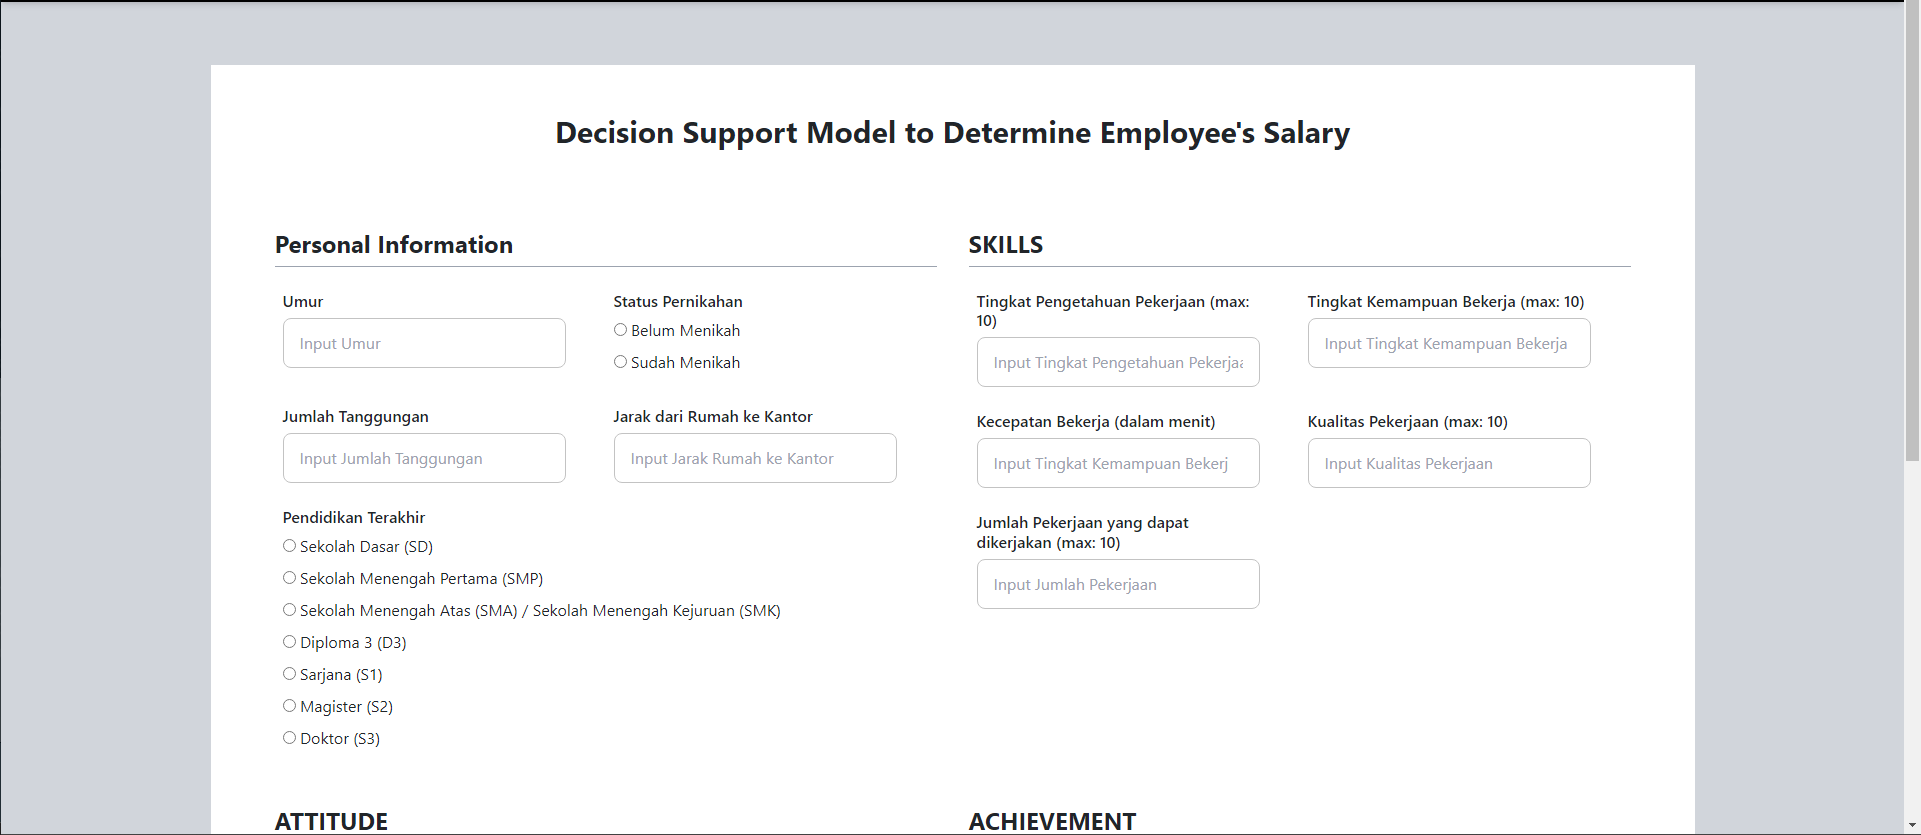 Decision Support Model to Determine Employee's Salary
Personal Information
Umur
Input Umur
Status Pernikahan
Belum Menikah
Sudah Menikah
Jumlah Tanggungan
Input Jumlah Tanggungan
Jarak dari Rumah ke Kantor
Input Jarak Rumah ke Kantor
Pendidikan Terakhir
Sekolah Dasar (SD)
Sekolah Menengah Pertama (SMP)
Sekolah Menengah Atas (SMA) / Sekolah Menengah Kejuruan (SMK)
Diploma 3 (D3)
Sarjana (S1)
Magister (S2)
Doktor (S3)
SKILLS
Tingkat Pengetahuan Pekerjaan (max:
10)
Input Tingkat Pengetahuan Pekerjaa
Tingkat Kemampuan Bekerja (max: 10)
Input Tingkat Kemampuan Bekerja
Kecepatan Bekerja (dalam menit)
Input Tingkat Kemampuan Bekerj
Kualitas Pekerjaan (max: 10)
Input Kualitas Pekerjaan
Jumlah Pekerjaan yang dapat
dikerjakan (max: 10)
Input Jumlah Pekerjaan
ATTITUDE
ACHIEVEMENT